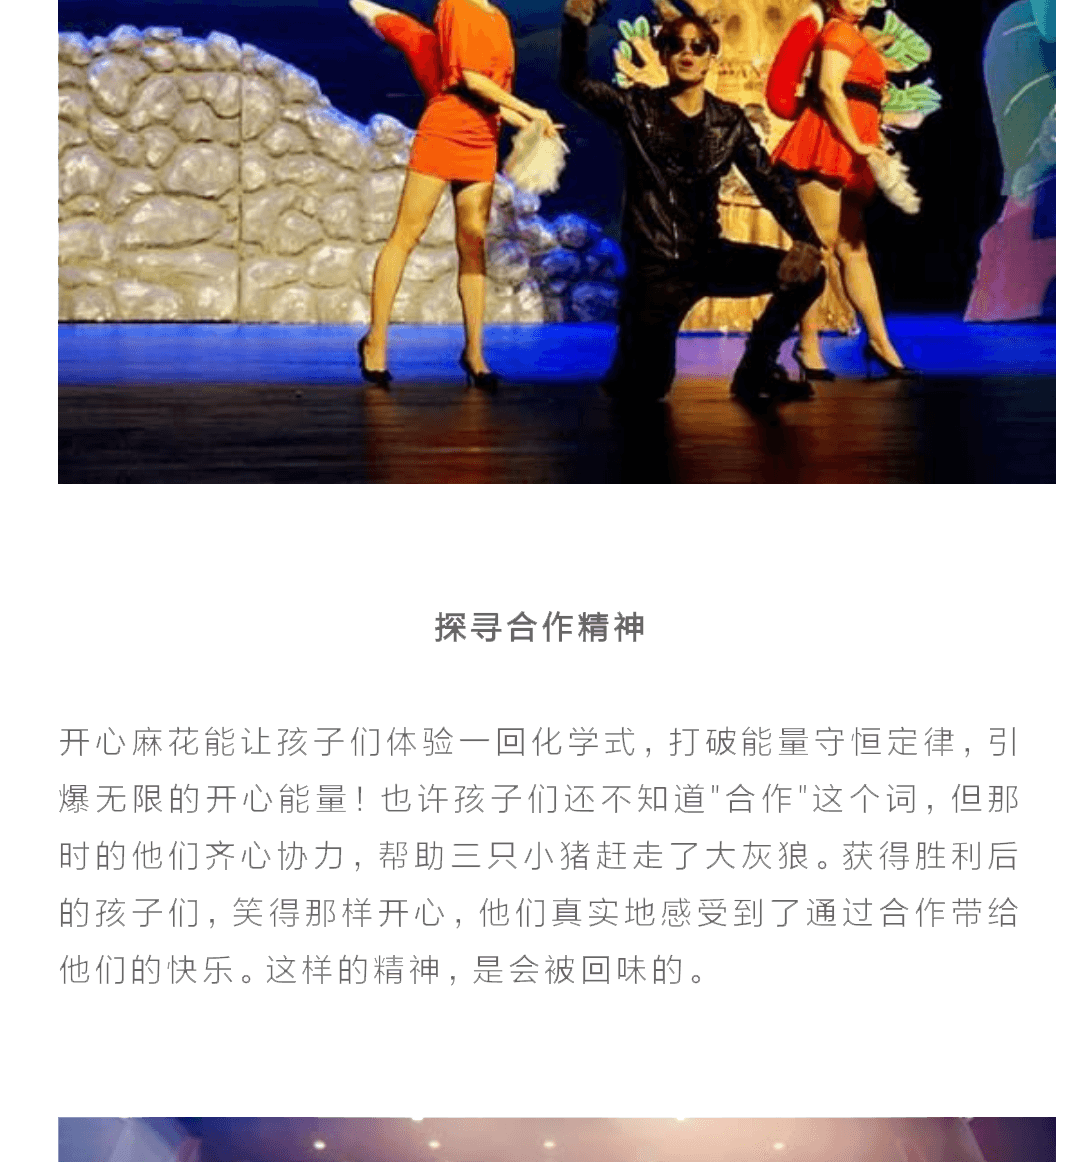 探寻合作精神
开心麻花能让孩子们体验一回化学式，打破能量守恒定律，引
爆无限的开心能量！也许孩子们还不知道"合作"这个词，但那
时的他们齐心协力，帮助三只小猪赶走了大灰狼。获得胜利后
的孩子们，笑得那样开心，他们真实地感受到了通过合作带给
他们的快乐。这样的精神，是会被回味的。